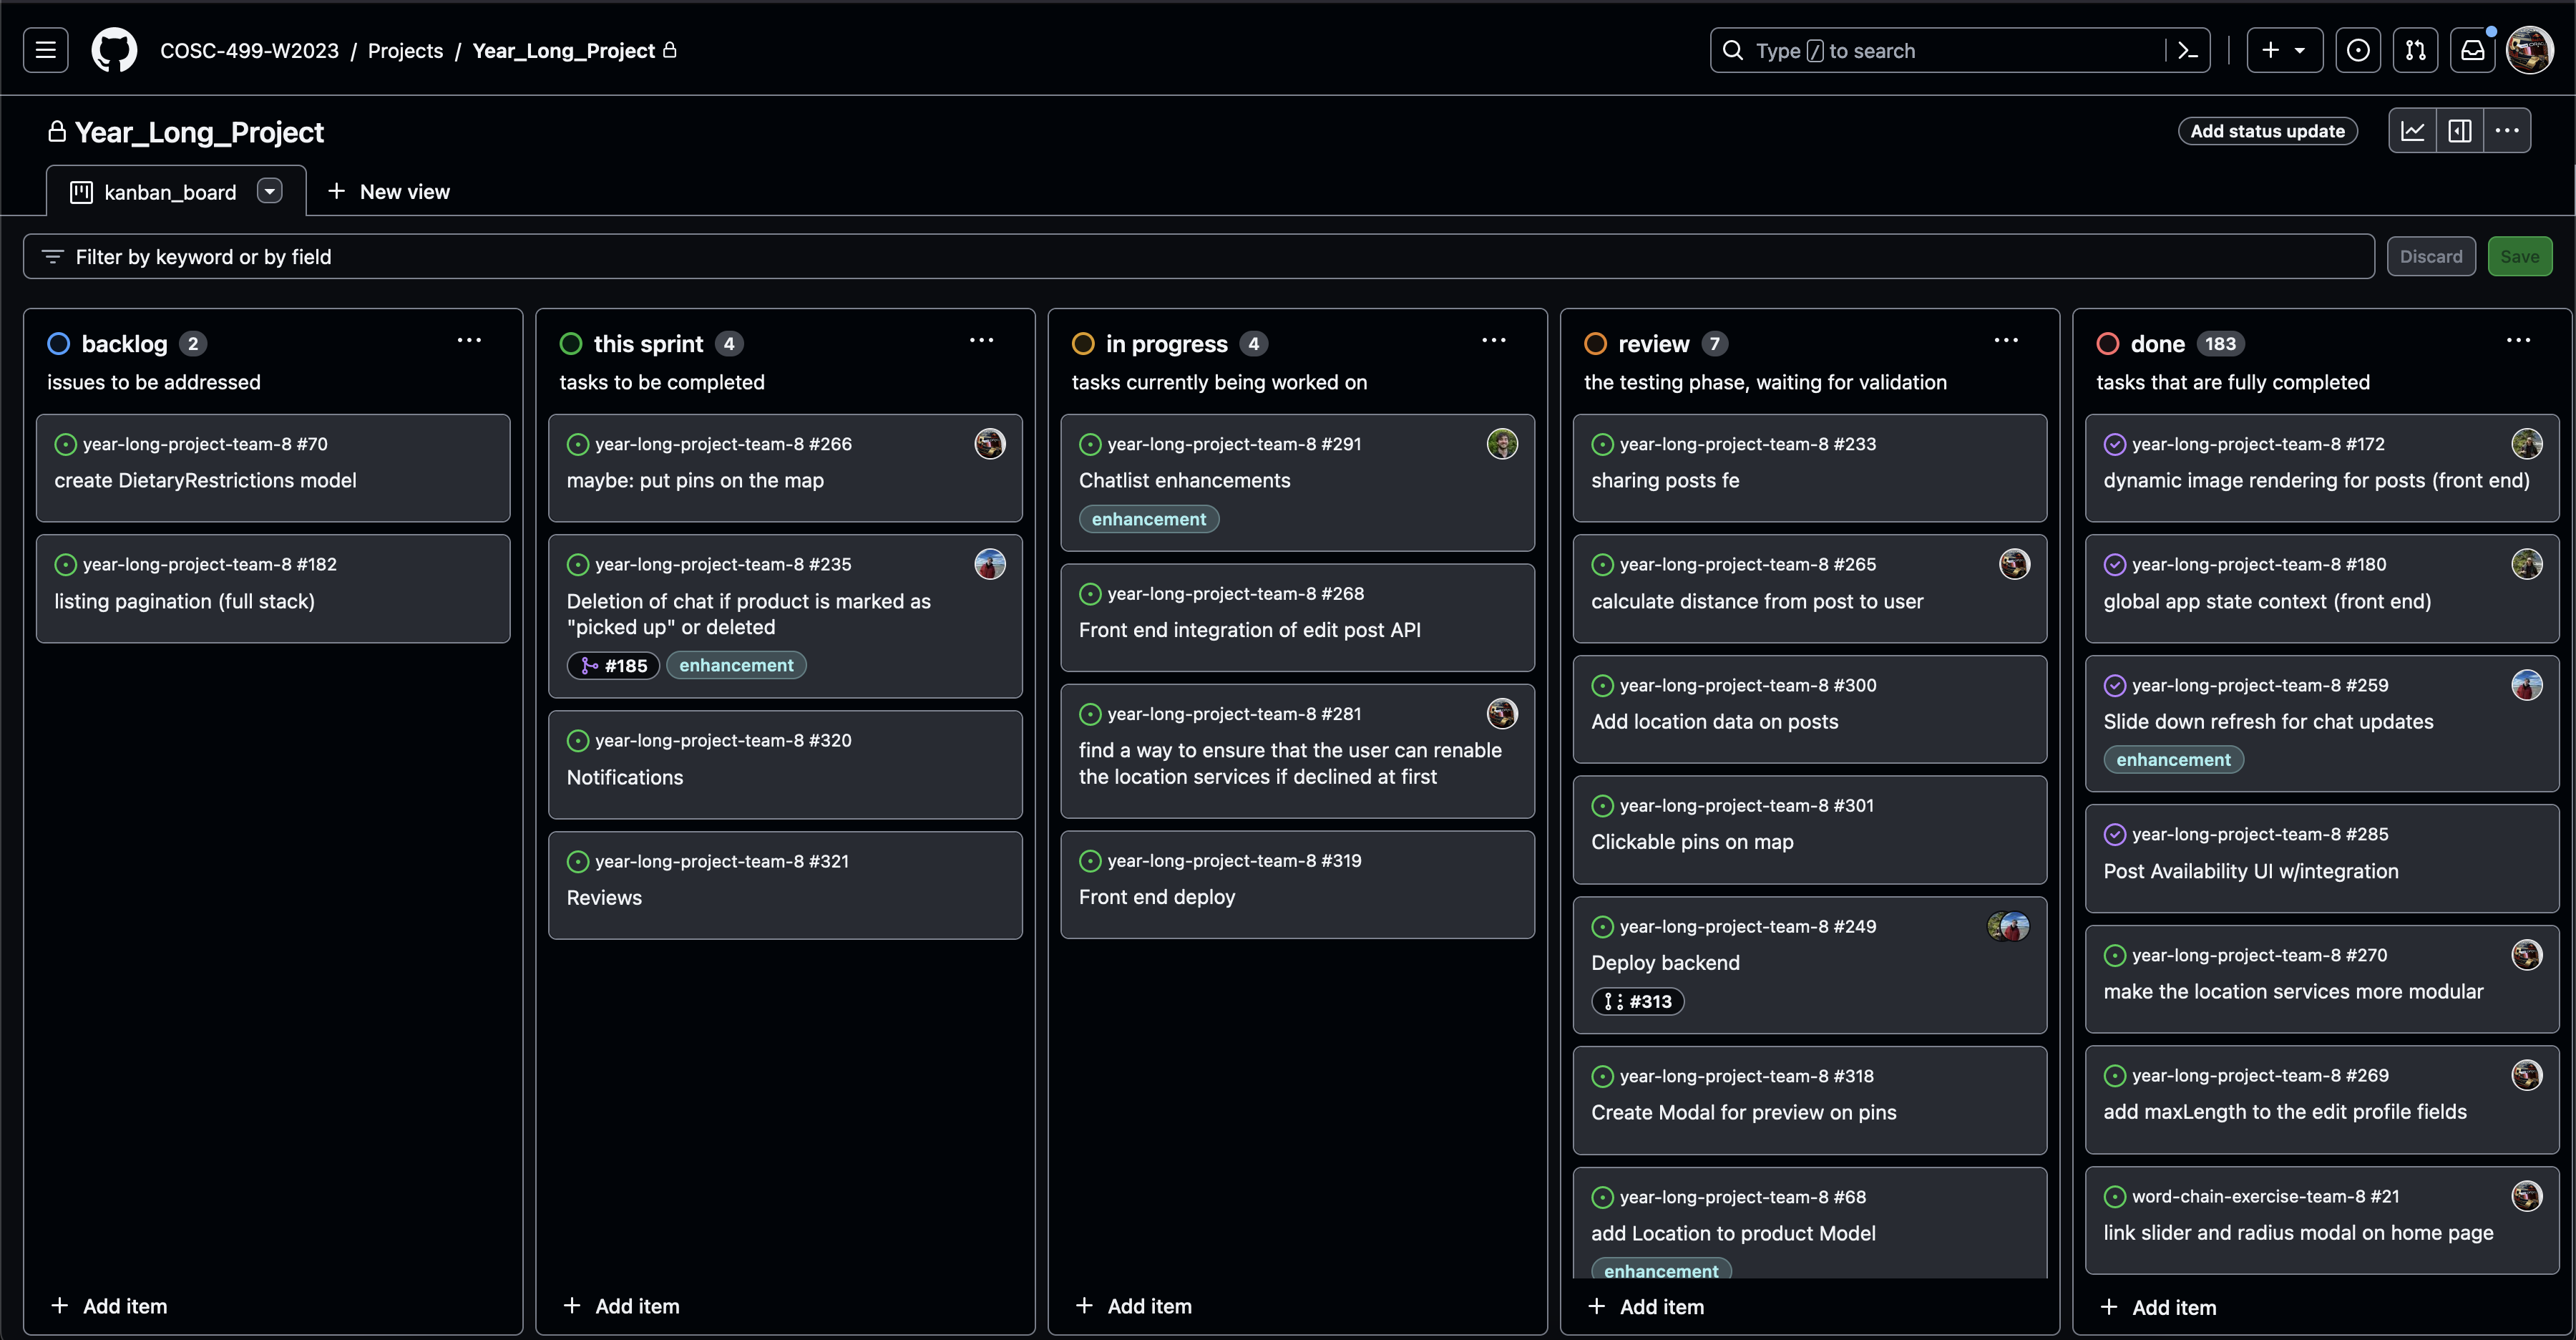 COSC-499-W2023 / Projects / Year_Long_Project
Type / to search
Year_Long_Project
Add status update
kanban_board
New view
Filter by keyword or by field
Discard
Save
backlog 2
issues to be addressed
year-long-project-team-8 #70
create DietaryRestrictions model
year-long-project-team-8 #182
listing pagination (full stack)
+ Add item
this sprint 4
tasks to be completed
year-long-project-team-8 #266
maybe: put pins on the map
year-long-project-team-8 #235
Deletion of chat if product is marked as
"picked up" or deleted
#185 enhancement
year-long-project-team-8 #320
Notifications
year-long-project-team-8 #321
Reviews
+ Add item
in progress 4
tasks currently being worked on
year-long-project-team-8 #291
Chatlist enhancements
enhancement
year-long-project-team-8 #268
Front end integration of edit post API
year-long-project-team-8 #281
find a way to ensure that the user can renable
the location services if declined at first
year-long-project-team-8 #319
Front end deploy
+ Add item
review 7
the testing phase, waiting for validation
year-long-project-team-8 #233
sharing posts fe
year-long-project-team-8 #265
calculate distance from post to user
year-long-project-team-8 #300
Add location data on posts
year-long-project-team-8 #301
Clickable pins on map
year-long-project-team-8 #249
Deploy backend
#313
year-long-project-team-8 #318
Create Modal for preview on pins
year-long-project-team-8 #68
add Location to product Model
enhancement
+ Add item
done 183
tasks that are fully completed
year-long-project-team-8 #172
dynamic image rendering for posts (front end)
year-long-project-team-8 #180
global app state context (front end)
year-long-project-team-8 #259
Slide down refresh for chat updates
enhancement
year-long-project-team-8 #285
Post Availability UI w/integration
year-long-project-team-8 #270
make the location services more modular
year-long-project-team-8 #269
add maxLength to the edit profile fields
word-chain-exercise-team-8 #21
link slider and radius modal on home page
+ Add item